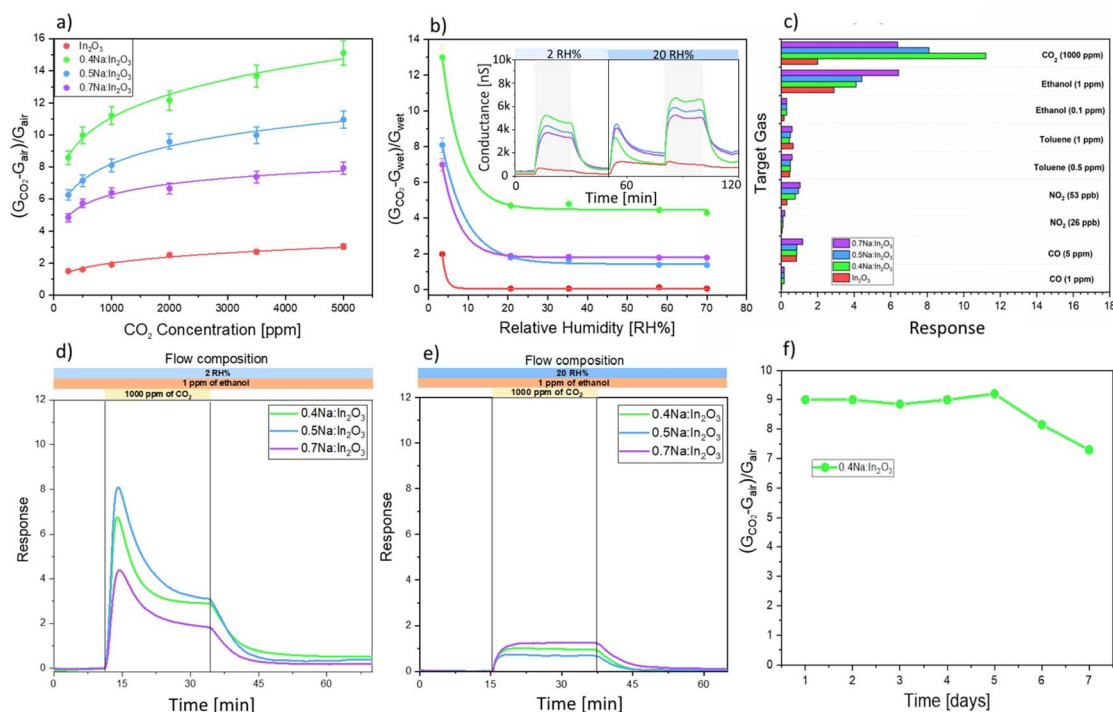 a)
(G_CO₂-G_air)/G_air
16
14
12
10
8
6
4
2
0
In₂O₃
0.4Na:In₂O₃
0.5Na:In₂O₃
0.7Na:In₂O₃
0 1000 2000 3000 4000 5000
CO₂ Concentration [ppm]
b)
(G_CO₂-G_wet)/G_wet
14
12
10
8
6
4
2
0
2 RH% 20 RH%
Conductance [nS]
10k
8k
6k
4k
2k
0
0 50 60 120
Time [min]
0 10 20 30 40 50 60 70 80
Relative Humidity [RH%]
c)
Target Gas
CO₂ (1000 ppm)
Ethanol (1 ppm)
Ethanol (0.1 ppm)
Toluene (1 ppm)
Toluene (0.5 ppm)
NO₂ (53 ppb)
NO₂ (26 ppb)
CO (5 ppm)
CO (1 ppm)
0.7Na:In₂O₃
0.5Na:In₂O₃
0.4Na:In₂O₃
In₂O₃
0 2 4 6 8 10 12 14 16 18
Response
d)
Flow composition
2 RH%
1 ppm of ethanol
1000 ppm of CO₂
Response
12
10
8
6
4
2
0
0.4Na:In₂O₃
0.5Na:In₂O₃
0.7Na:In₂O₃
0 15 30 45 60
Time [min]
e)
Flow composition
20 RH%
1 ppm of ethanol
1000 ppm of CO₂
Response
12
10
8
6
4
2
0
0.4Na:In₂O₃
0.5Na:In₂O₃
0.7Na:In₂O₃
0 15 30 45 60
Time [min]
f)
(G_CO₂-G_air)/G_air
10
9
8
7
6
5
4
3
2
1
0
0.4Na:In₂O₃
1 2 3 4 5 6 7
Time [days]